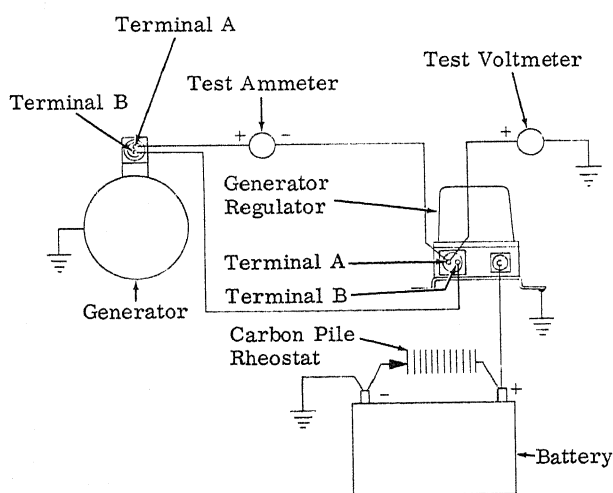 Terminal A
Terminal B
Test Ammeter
Test Voltmeter
+ -
+
Generator
Regulator
Terminal A
Terminal B
C
Generator
Carbon Pile
Rheostat
- +
Battery